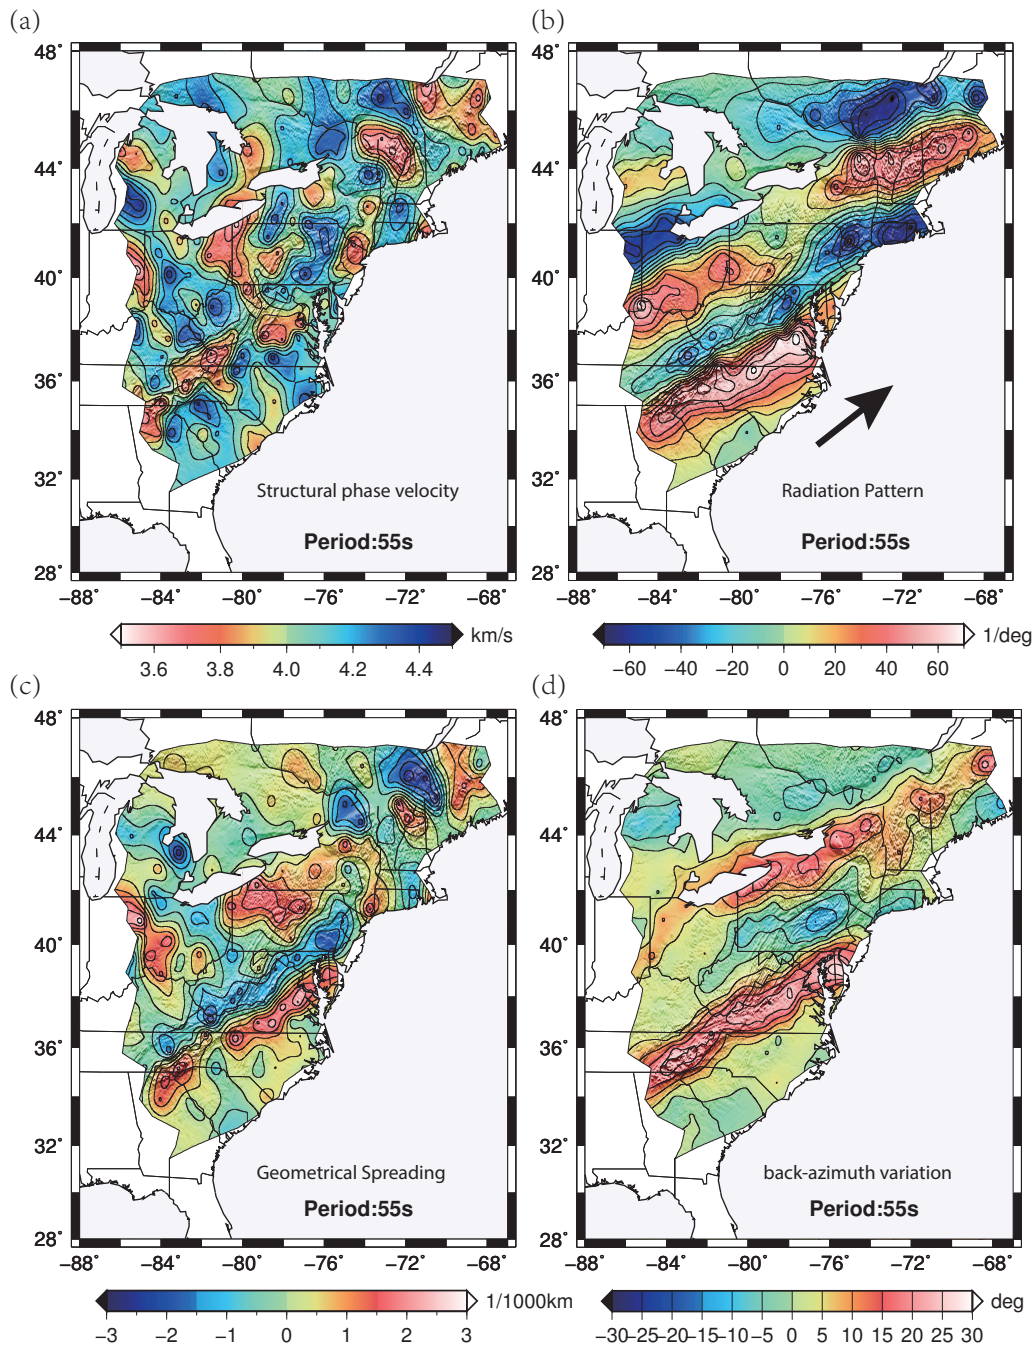 (a)
(b)
48°
44°
40°
36°
32°
28°
−88 −84 −80 −76 −72 −68°
Structural phase velocity
Period:55s
3.6 3.8 4.0 4.2 4.4
km/s
48°
44°
40°
36°
32°
28°
−88° −84° −80° −76° −72° −68°
Radiation Pattern
Period:55s
−60 −40 −20 0 20 40 60
1/deg
(c)
(d)
48°
44°
40°
36°
32°
28°
−88° −84° −80° −76° −72° −68°
Geometrical Spreading
Period:55s
−3 −2 −1 0 1 2 3
1/1000km
48°
44°
40°
36°
32°
28°
−88° −84° −80° −76° −72° −68°
back-azimuth variation
Period:55s
−30−25−20−15−10−5 0 5 10 15 20 25 30
deg